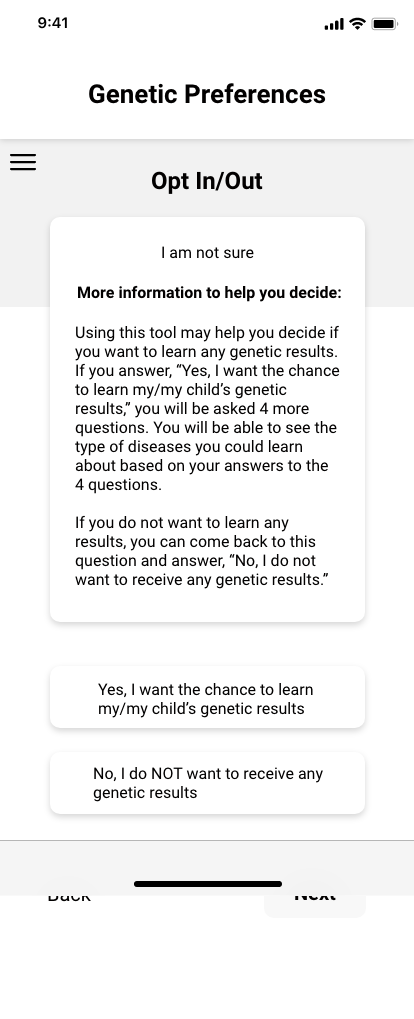 9:41
Genetic Preferences
Opt In/Out
I am not sure
More information to help you decide:
Using this tool may help you decide if
you want to learn any genetic results.
If you answer, “Yes, I want the chance
to learn my/my child’s genetic
results,” you will be asked 4 more
questions. You will be able to see the
type of diseases you could learn
about based on your answers to the
4 questions.
If you do not want to learn any
results, you can come back to this
question and answer, “No, I do not
want to receive any genetic results.”
Yes, I want the chance to learn
my/my child’s genetic results
No, I do NOT want to receive any
genetic results
Back
Next